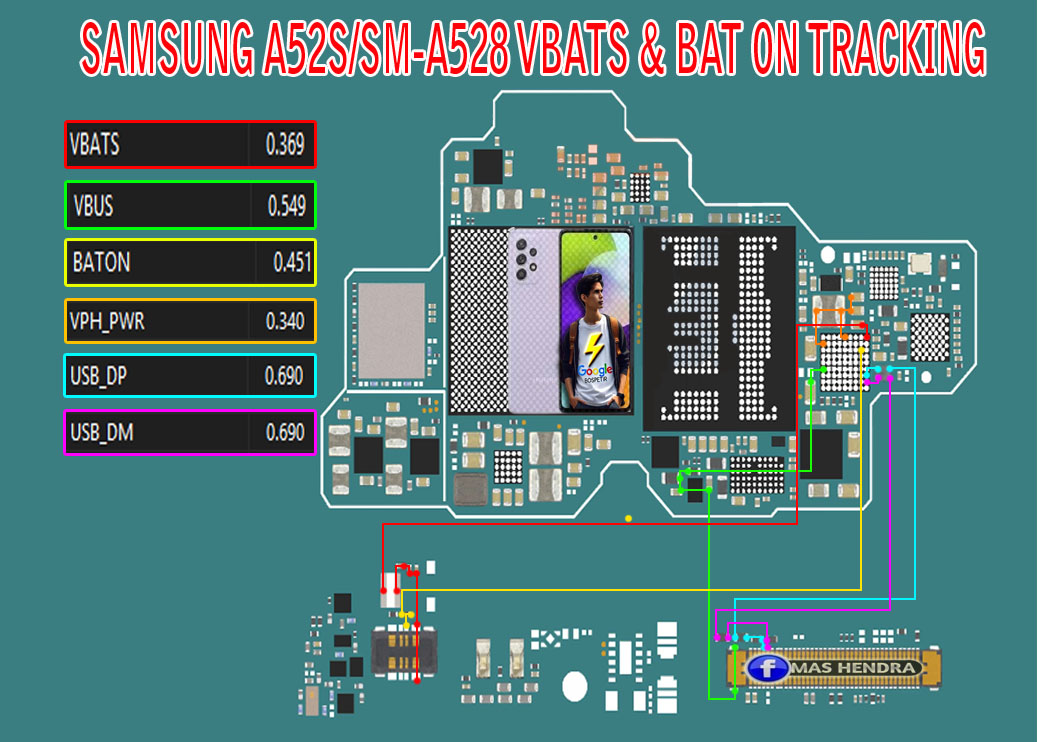 SAMSUNG A52S/SM-A528 VBATS & BAT ON TRACKING
VBATS 0.369
VBUS 0.549
BATON 0.451
VPH_PWR 0.340
USB_DP 0.690
USB_DM 0.690
Google
BOSPETIR
f MAS HENDRA